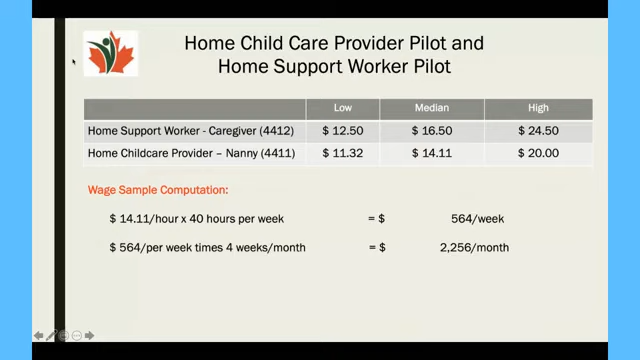 Home Child Care Provider Pilot and
Home Support Worker Pilot
Low Median High
Home Support Worker - Caregiver (4412) $ 12.50 $ 16.50 $ 24.50
Home Childcare Provider – Nanny (4411) $ 11.32 $ 14.11 $ 20.00
Wage Sample Computation:
$ 14.11/hour x 40 hours per week = $ 564/week
$ 564/per week times 4 weeks/month = $ 2,256/month